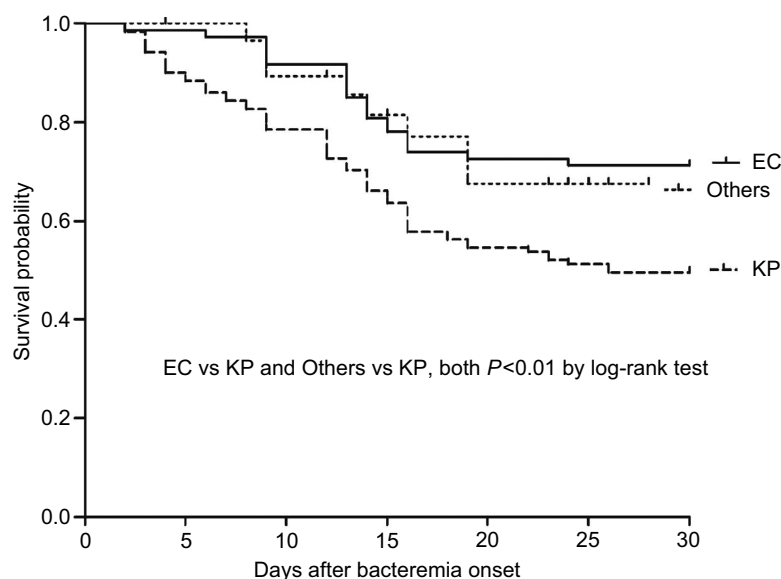 Survival probability
1.0
0.8
0.6
0.4
0.2
0.0
EC
Others
KP
EC vs KP and Others vs KP, both P<0.01 by log-rank test
0 5 10 15 20 25 30
Days after bacteremia onset